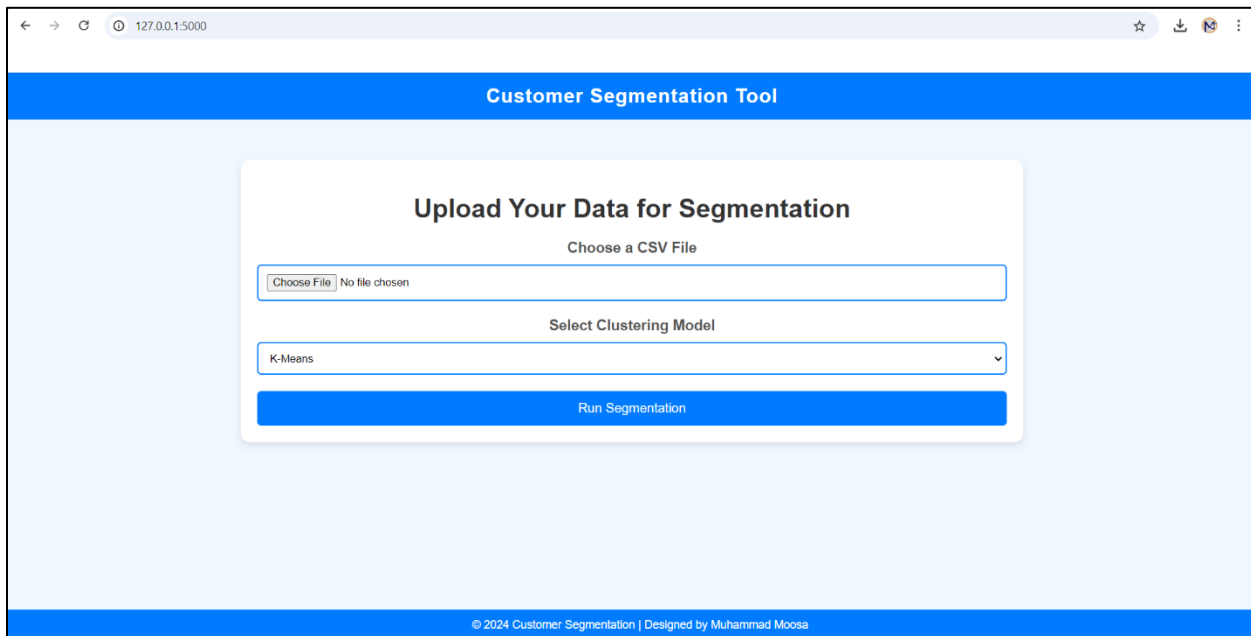 127.0.0.1:5000
Customer Segmentation Tool
Upload Your Data for Segmentation
Choose a CSV File
Choose File No file chosen
Select Clustering Model
K-Means
Run Segmentation
© 2024 Customer Segmentation | Designed by Muhammad Moosa